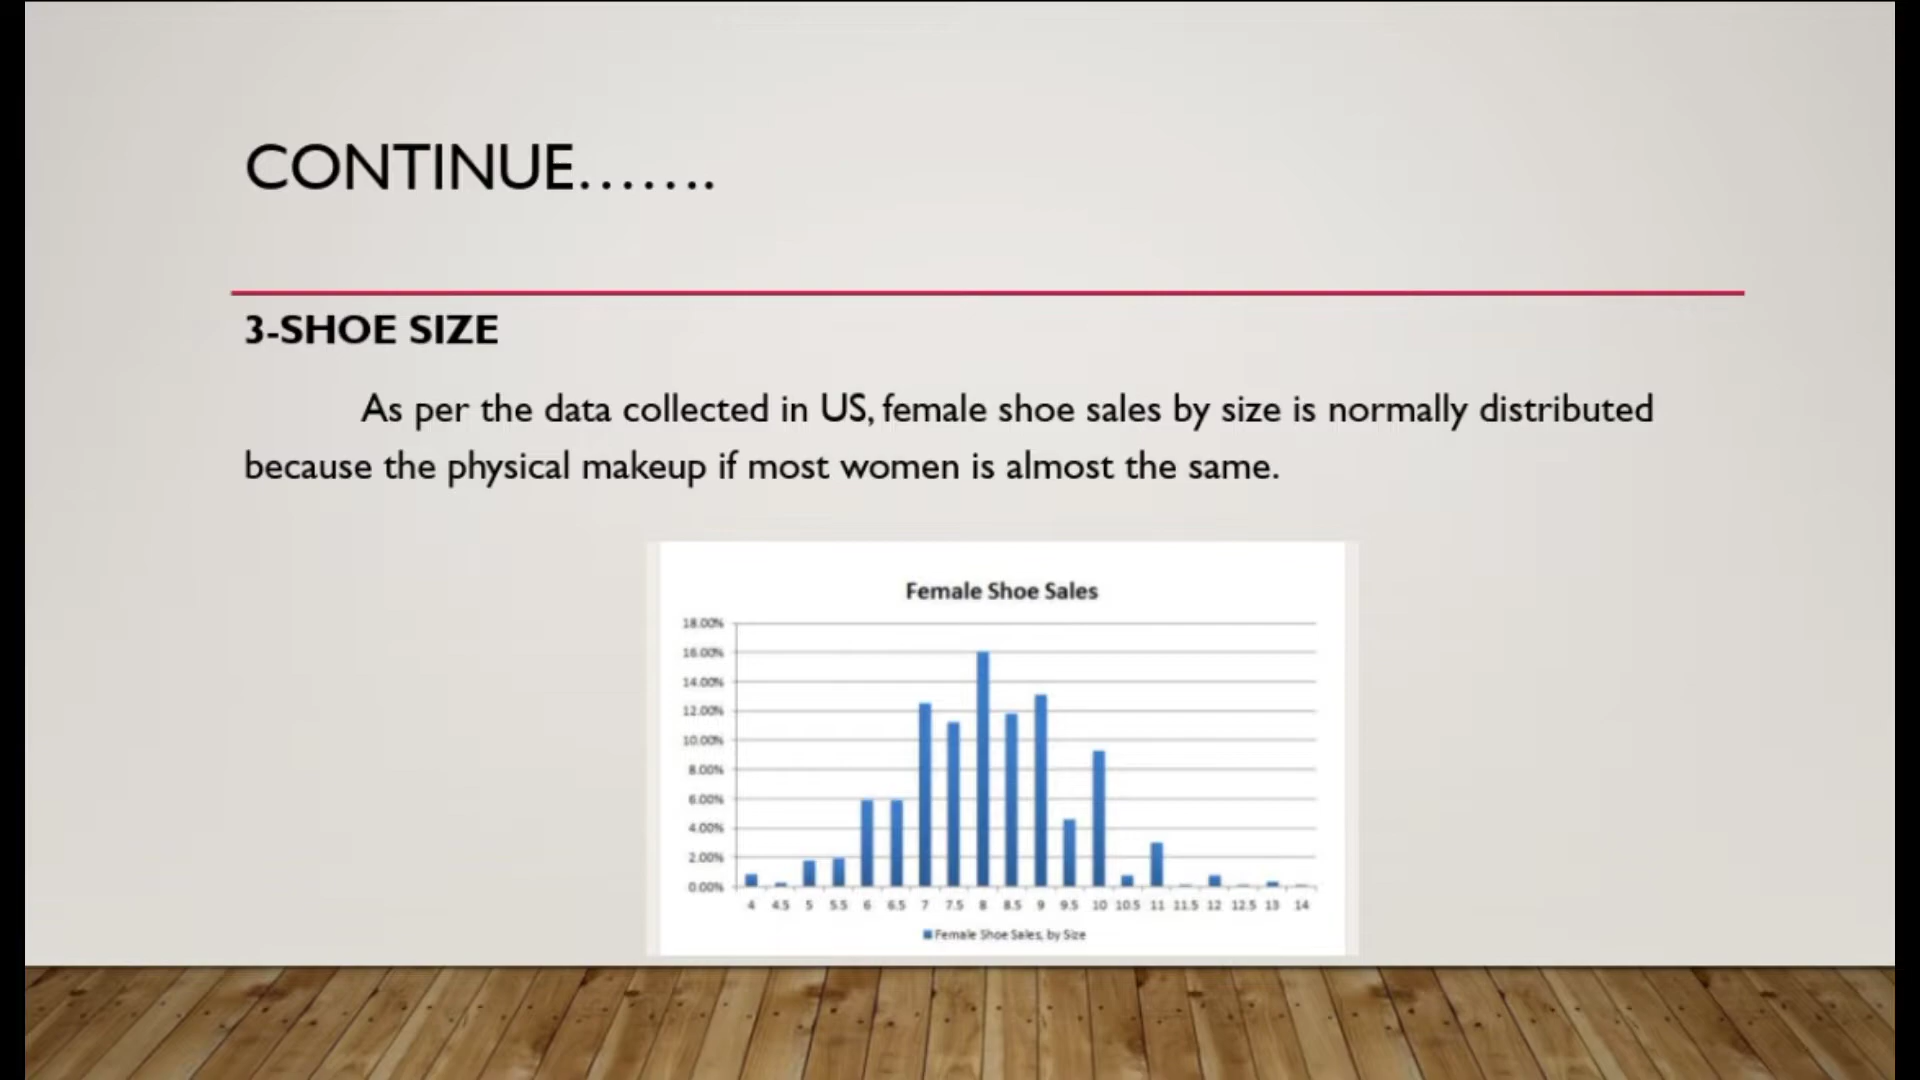 CONTINUE.......
3-SHOE SIZE
As per the data collected in US, female shoe sales by size is normally distributed
because the physical makeup if most women is almost the same.
Female Shoe Sales
18.00%
16.00%
14.00%
12.00%
10.00%
8.00%
6.00%
4.00%
2.00%
0.00%
4 4.5 5 5.5 6 6.5 7 7.5 8 8.5 9 9.5 10 10.5 11 11.5 12 12.5 13 14
Female Shoe Sales, by Size